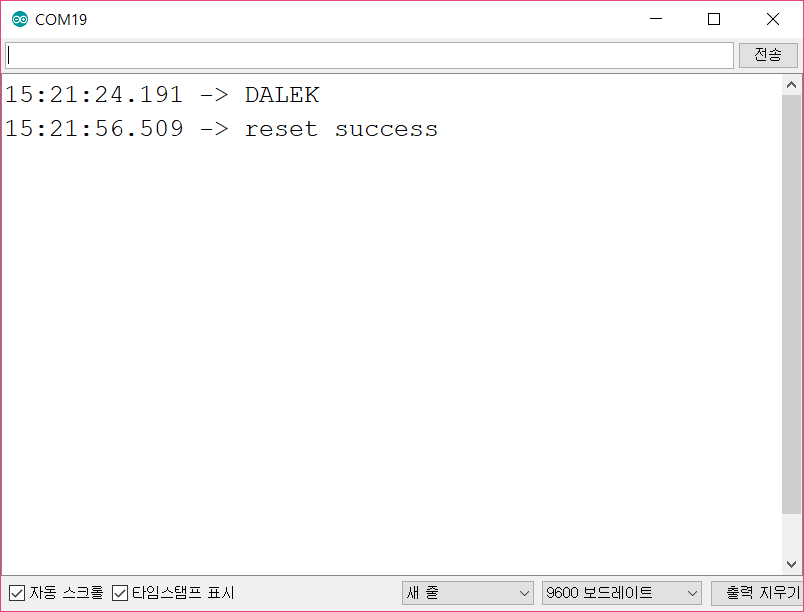 COM19
전송
15:21:24.191 -> DALEK
15:21:56.509 -> reset success
자동 스크롤 타임스탬프 표시 새 줄 9600 보드레이트 출력 지우기